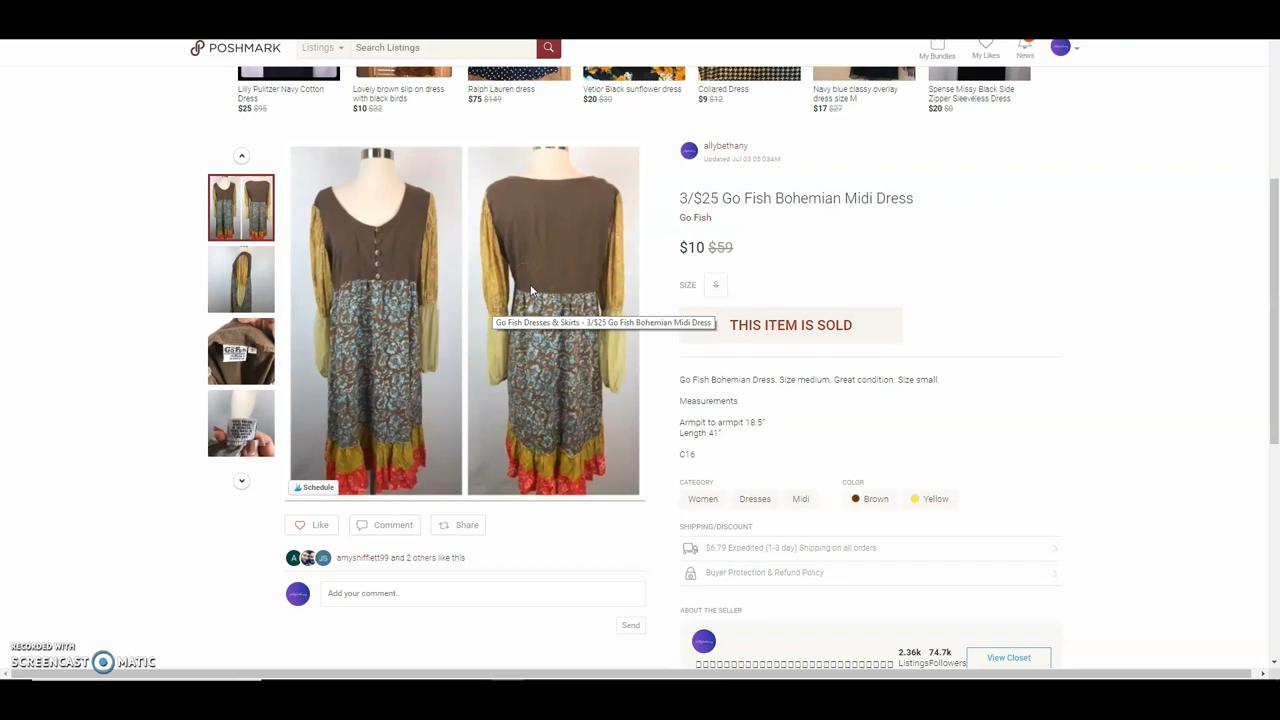 POSHMARK
Listings
Search Listings
My Bundles
My Likes
News
Lilly Pulitzer Navy Cotton
Dress
$25 $95
Lovely brown slip on dress
with black birds
$10 $32
Ralph Lauren dress
$75 $149
Vetior Black sunflower dress
$20 $30
Collared Dress
$9 $12
Navy blue classy overlay
dress size M
$17 $27
Spense Missy Black Side
Zipper Sleeveless Dress
$20 $0
allybethany
Updated Jul 03 05:03AM
3/$25 Go Fish Bohemian Midi Dress
Go Fish
$10 $59
SIZE S
THIS ITEM IS SOLD
Go Fish Dresses & Skirts - 3/$25 Go Fish Bohemian Midi Dress
Go Fish Bohemian Dress. Size medium. Great condition. Size small.
Measurements
Armpit to armpit 18.5"
Length 41"
C16
CATEGORY
Women
Dresses
Midi
COLOR
Brown
Yellow
SHIPPING/DISCOUNT
$6.79 Expedited (1-3 day) Shipping on all orders
Buyer Protection & Refund Policy
ABOUT THE SELLER
2.36k
Listings
74.7k
Followers
View Closet
Schedule
Like
Comment
Share
A
JS
amyshifflett99 and 2 others like this
Add your comment..
Send
Go Fish
RECORDED WITH
SCREENCAST MATIC